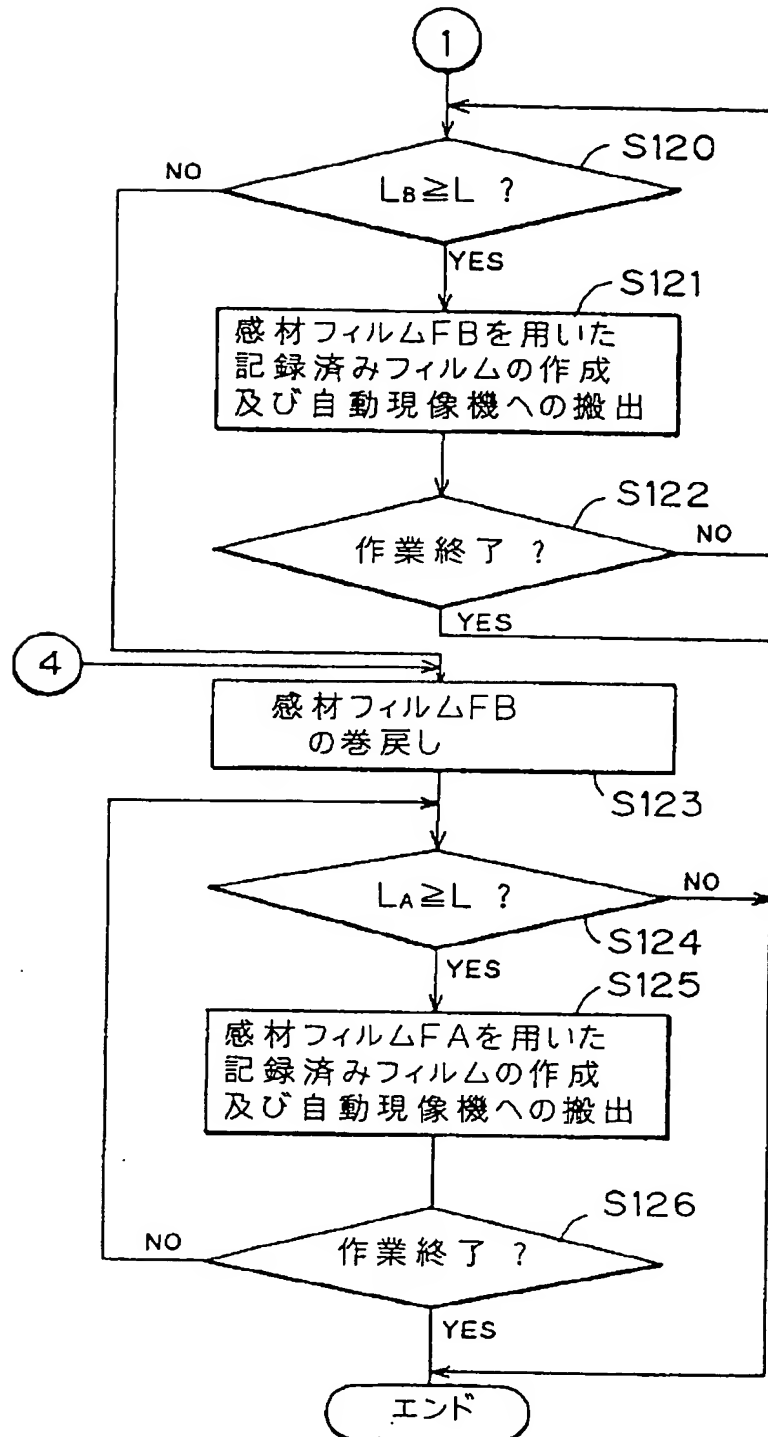 1
S120
NO
LB≧L ?
YES
S121
感材フィルムFBを用いた
記録済みフィルムの作成
及び自動現像機への搬出
S122
作業終了 ?
NO
YES
4
感材フィルムFB
の巻戻し
S123
LA≧L ?
NO
S124
YES
S125
感材フィルムFAを用いた
記録済みフィルムの作成
及び自動現像機への搬出
S126
NO
作業終了 ?
YES
エンド